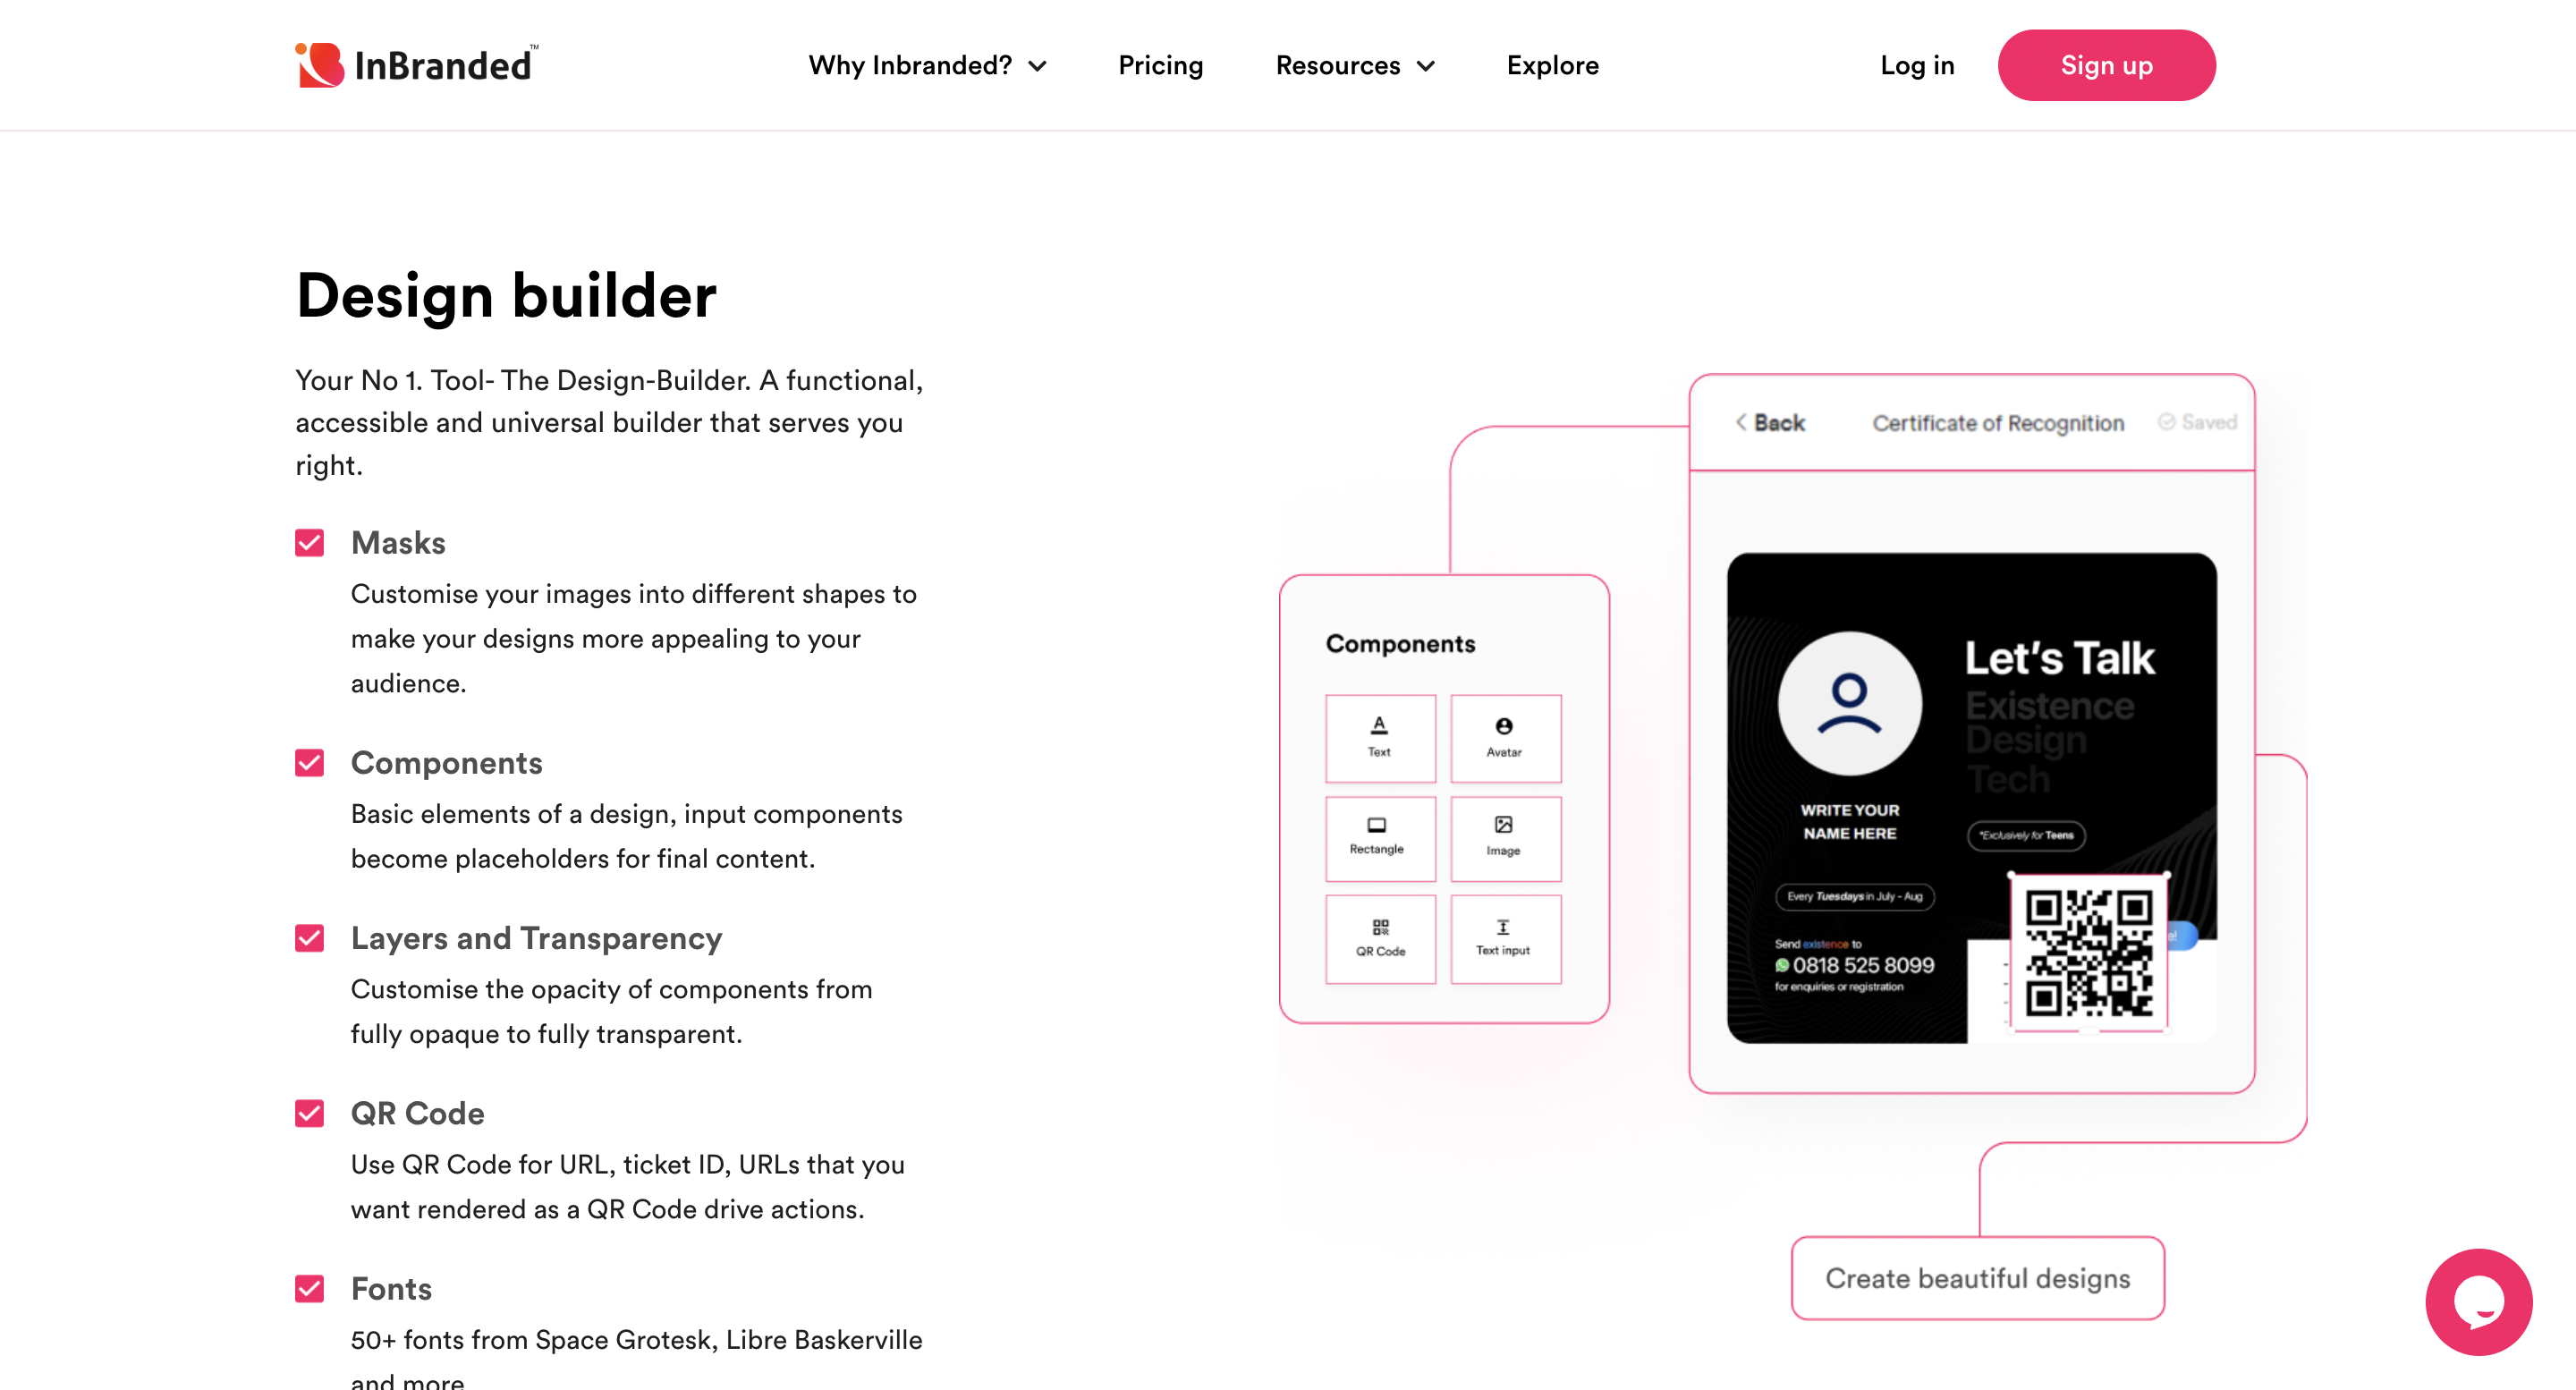 InBranded™
Why Inbranded?
Pricing
Resources
Explore
Log in
Sign up
Design builder
Your No 1. Tool- The Design-Builder. A functional,
accessible and universal builder that serves you
right.
Masks
Customise your images into different shapes to
make your designs more appealing to your
audience.
Components
Basic elements of a design, input components
become placeholders for final content.
Layers and Transparency
Customise the opacity of components from
fully opaque to fully transparent.
QR Code
Use QR Code for URL, ticket ID, URLs that you
want rendered as a QR Code drive actions.
Fonts
50+ fonts from Space Grotesk, Libre Baskerville
and more
Components
Text
Avatar
Rectangle
Image
QR Code
Text input
Back
Certificate of Recognition
Saved
Let's Talk
Existence
Design
Tech
WRITE YOUR
NAME HERE
*Exclusively for Teens
Every Tuesdays in July - Aug
Send existence to
0818 525 8099
for enquiries or registration
e!
Create beautiful designs